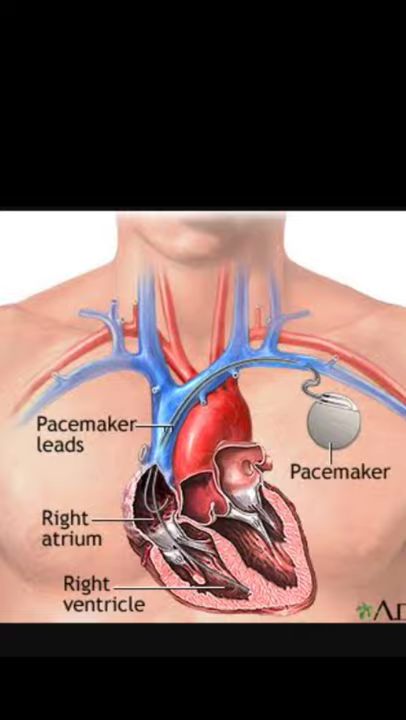 Pacemaker
leads
Pacemaker
Right
atrium
Right
ventricle